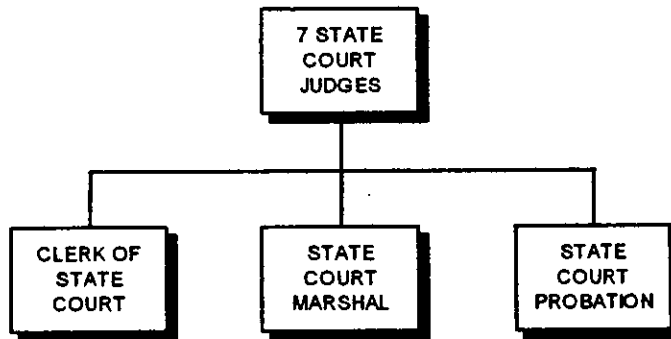 7 STATE
COURT
JUDGES
CLERK OF
STATE
COURT
STATE
COURT
MARSHAL
STATE
COURT
PROBATION